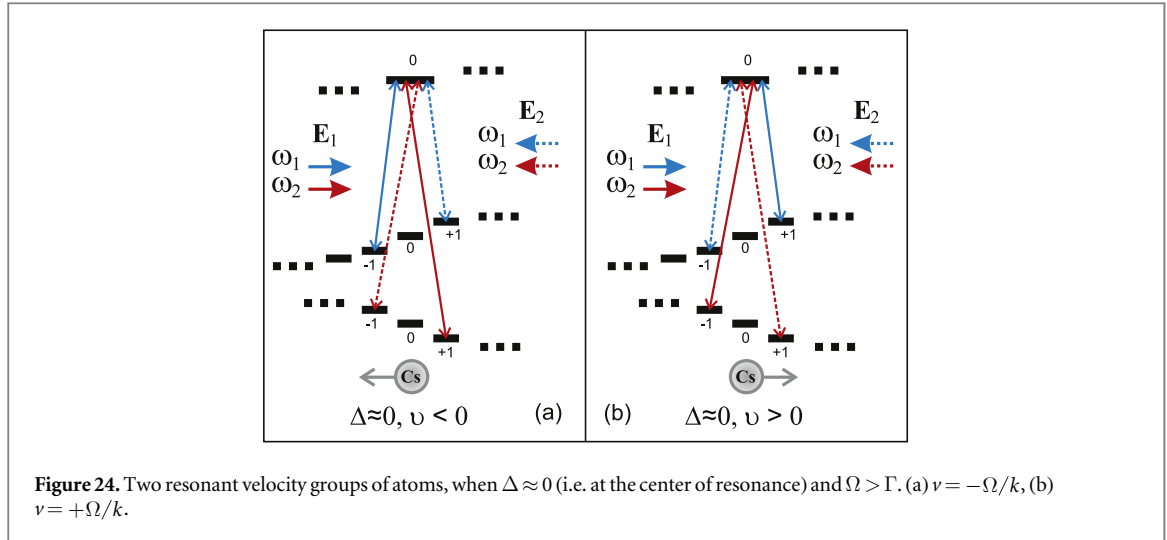 0
E₁
ω₁
ω₂
E₂
ω₁
ω₂
-1
0
+1
-1
0
+1
Cs
Δ≈0, υ < 0
(a)
0
E₁
ω₁
ω₂
E₂
ω₁
ω₂
-1
0
+1
-1
0
+1
Cs
(b)
Δ≈0, υ > 0
Figure 24. Two resonant velocity groups of atoms, when Δ ≈ 0 (i.e. at the center of resonance) and Ω > Γ. (a) v = −Ω/k, (b)
v = +Ω/k.